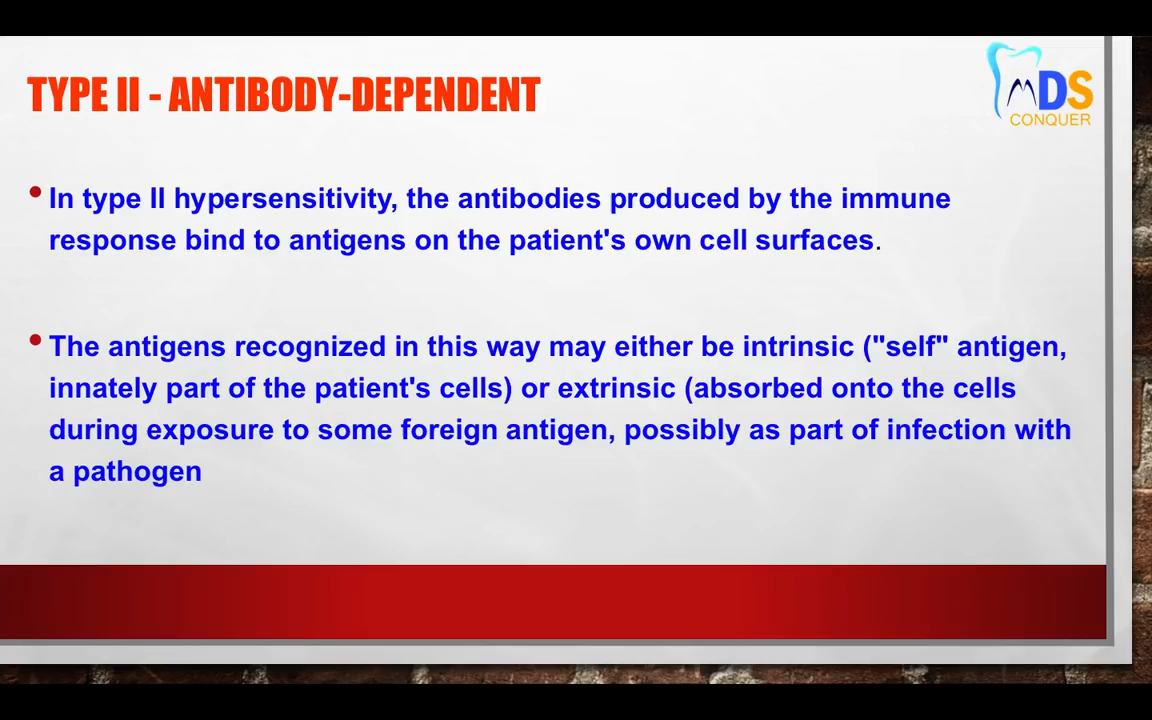 TYPE II - ANTIBODY-DEPENDENT
MDS
CONQUER
• In type II hypersensitivity, the antibodies produced by the immune
response bind to antigens on the patient's own cell surfaces.
• The antigens recognized in this way may either be intrinsic ("self" antigen,
innately part of the patient's cells) or extrinsic (absorbed onto the cells
during exposure to some foreign antigen, possibly as part of infection with
a pathogen